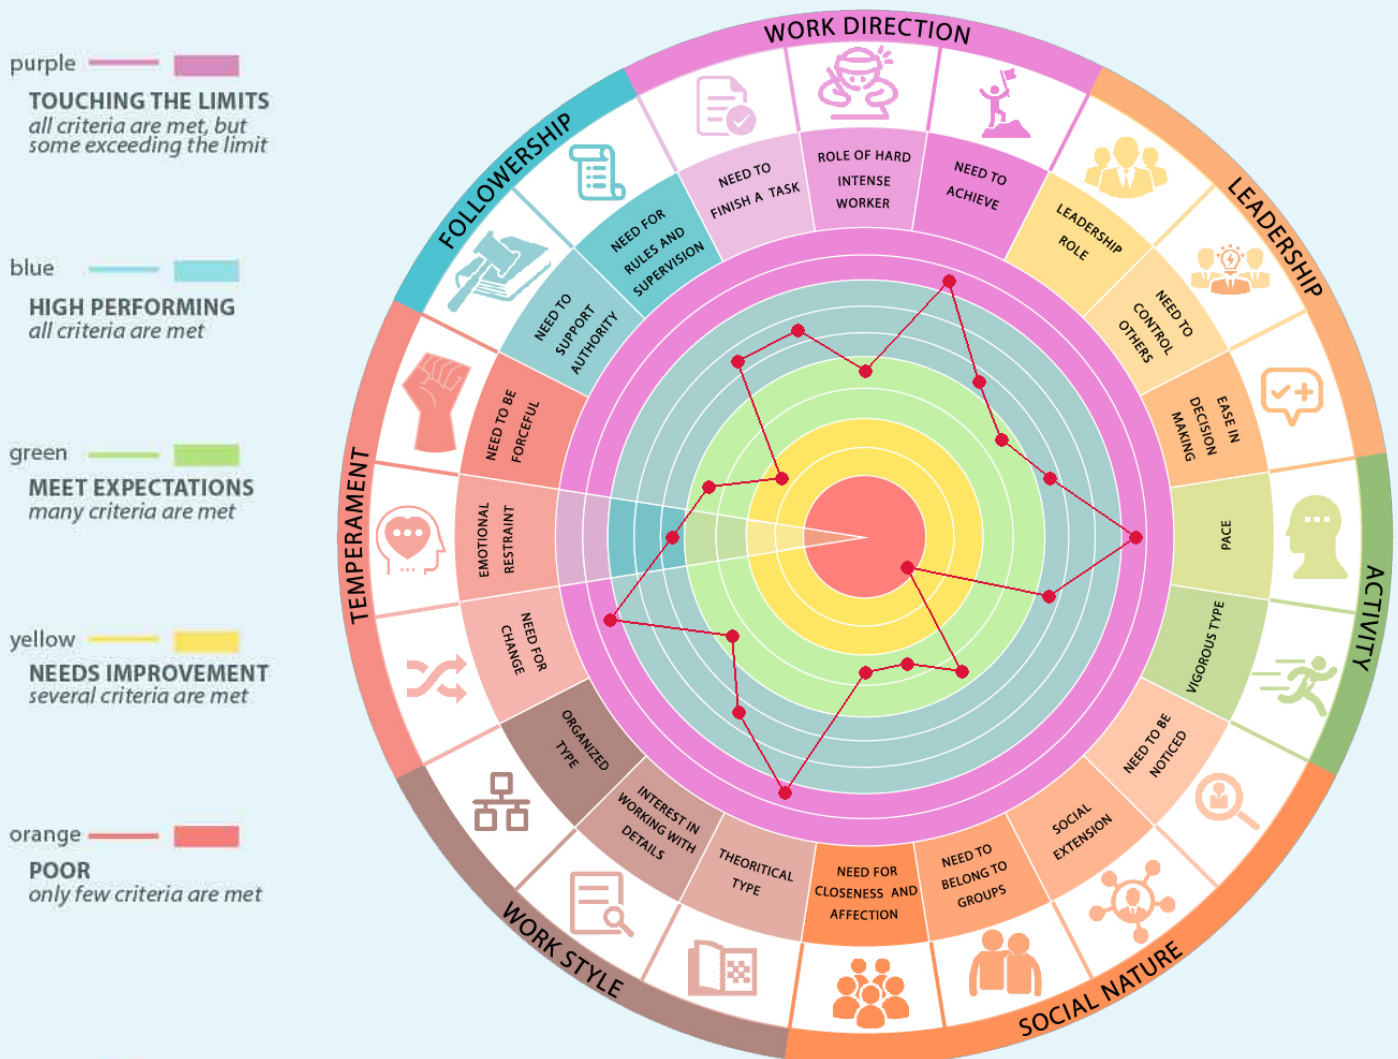 purple
TOUCHING THE LIMITS
all criteria are met, but
some exceeding the limit
blue
HIGH PERFORMING
all criteria are met
green
MEET EXPECTATIONS
many criteria are met
yellow
NEEDS IMPROVEMENT
several criteria are met
orange
POOR
only few criteria are met
WORK DIRECTION
NEED TO
FINISH A TASK
ROLE OF HARD
INTENSE
WORKER
NEED TO
ACHIEVE
LEADERSHIP
LEADERSHIP
ROLE
NEED TO
CONTROL
OTHERS
EASE IN
DECISION
MAKING
ACTIVITY
PACE
VIGOROUS TYPE
SOCIAL NATURE
NEED TO BE
NOTICED
SOCIAL
EXTENSION
NEED TO
BELONG TO
GROUPS
NEED FOR
CLOSENESS AND
AFFECTION
WORK STYLE
THEORITICAL
TYPE
INTEREST IN
WORKING WITH
DETAILS
ORGANIZED
TYPE
TEMPERAMENT
NEED FOR
CHANGE
EMOTIONAL
RESTRAINT
NEED TO BE
FORCEFUL
FOLLOWERSHIP
NEED TO
SUPPORT
AUTHORITY
NEED FOR
RULES AND
SUPERVISION